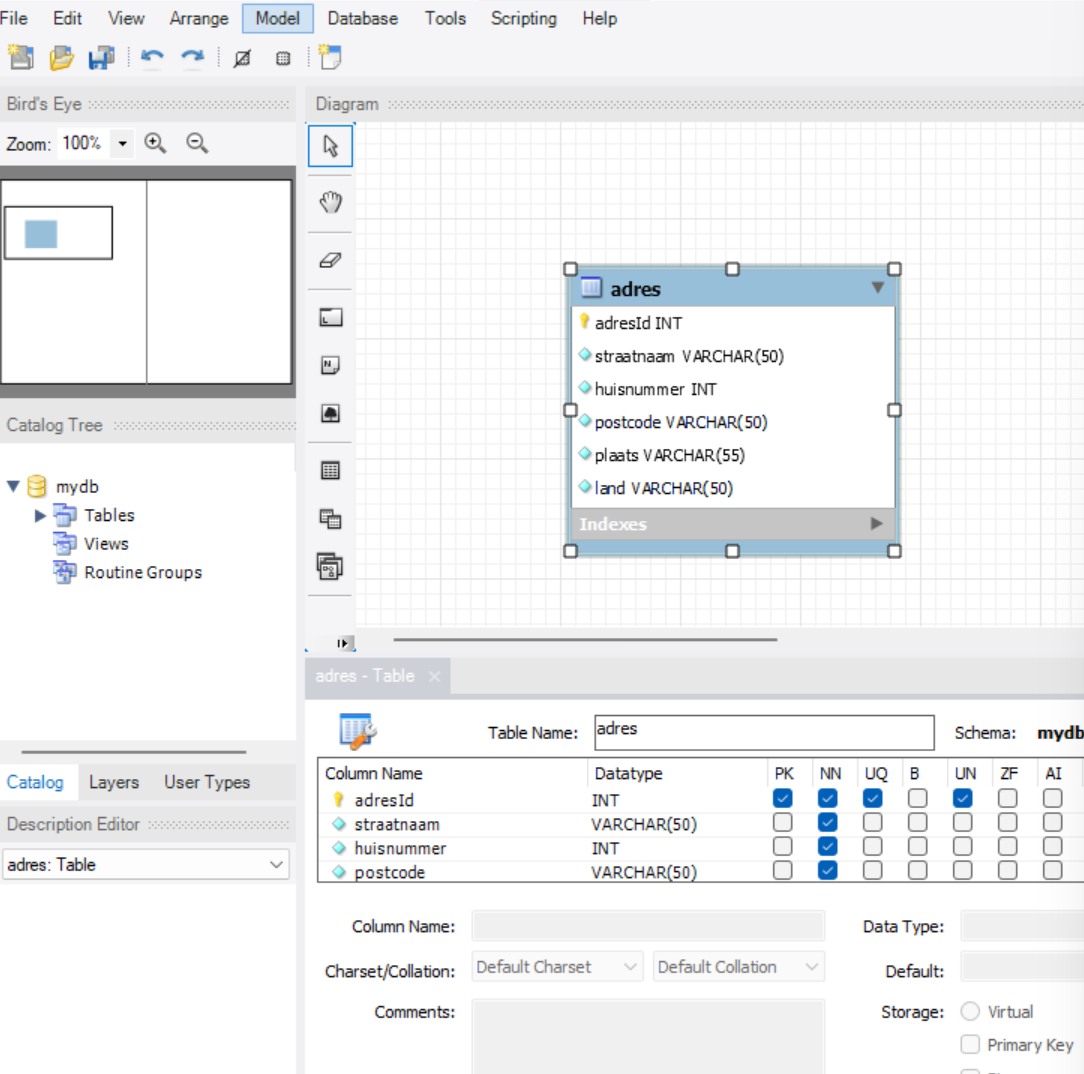 File Edit View Arrange Model Database Tools Scripting Help
Bird's Eye
Zoom: 100%
Catalog Tree
mydb
Tables
Views
Routine Groups
Catalog Layers User Types
Description Editor
adres: Table
Diagram
adres
adresId INT
straatnaam VARCHAR(50)
huisnummer INT
postcode VARCHAR(50)
plaats VARCHAR(55)
land VARCHAR(50)
Indexes
adres - Table
Table Name: adres Schema: mydb
Column Name Datatype PK NN UQ B UN ZF AI
adresId INT
straatnaam VARCHAR(50)
huisnummer INT
postcode VARCHAR(50)
Column Name: Data Type:
Charset/Collation: Default Charset Default Collation Default:
Comments: Storage: Virtual
Primary Key